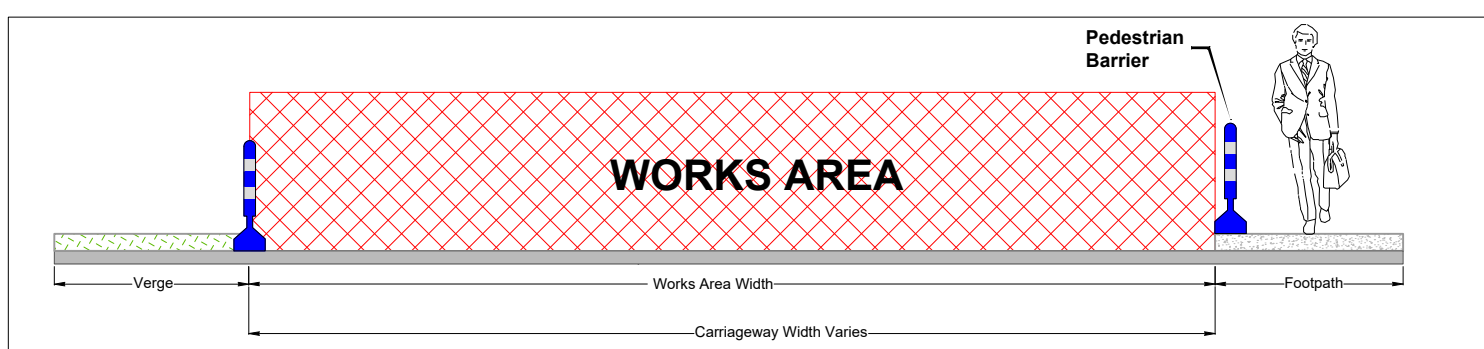 Pedestrian
Barrier
WORKS AREA
Verge
Works Area Width
Footpath
Carriageway Width Varies